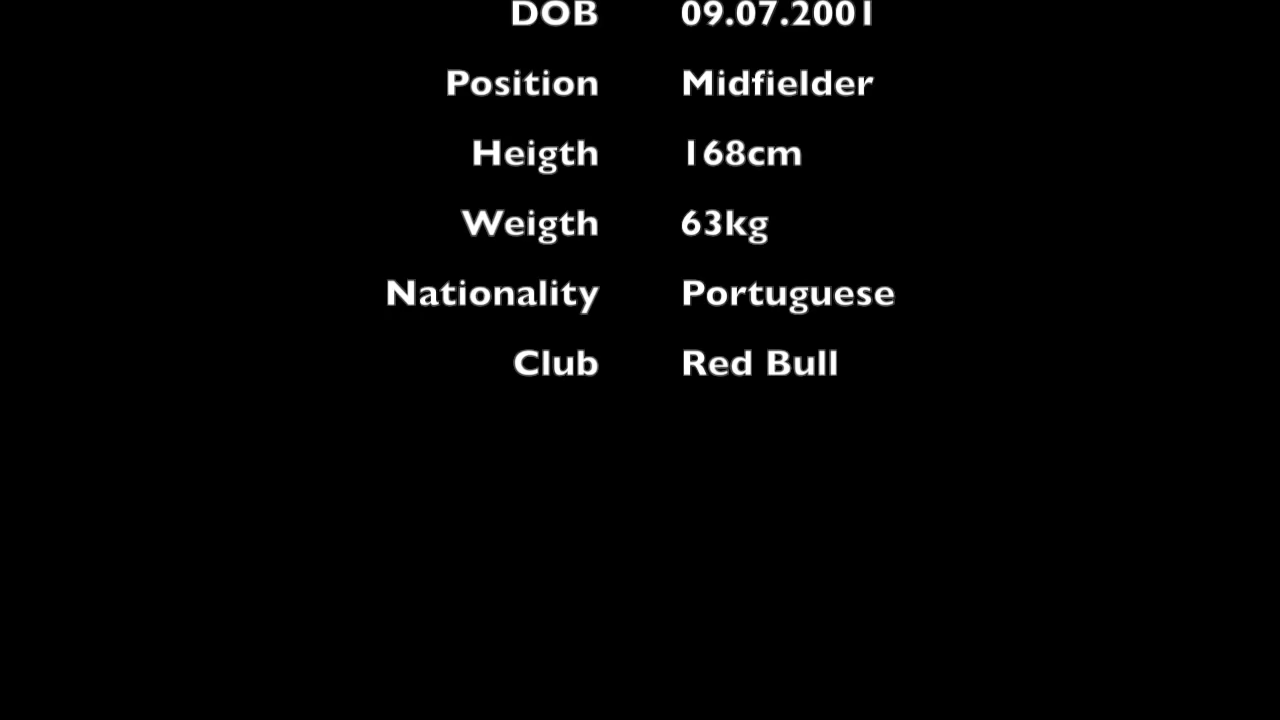 DOB 09.07.2001
Position Midfielder
Heigth 168cm
Weigth 63kg
Nationality Portuguese
Club Red Bull